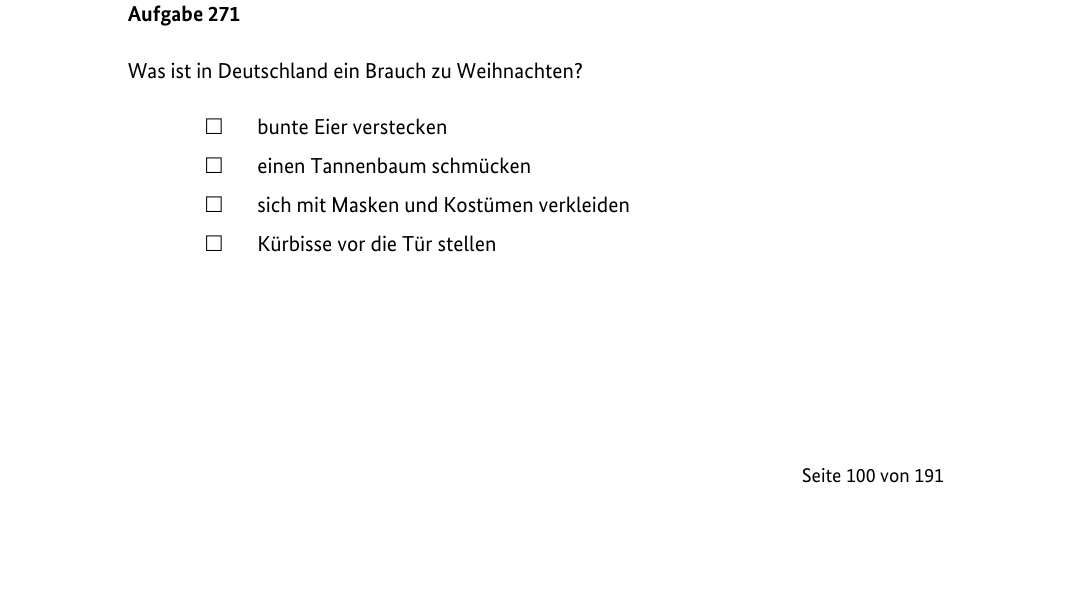 Aufgabe 271
Was ist in Deutschland ein Brauch zu Weihnachten?
☐ bunte Eier verstecken
☐ einen Tannenbaum schmücken
☐ sich mit Masken und Kostümen verkleiden
☐ Kürbisse vor die Tür stellen
Seite 100 von 191